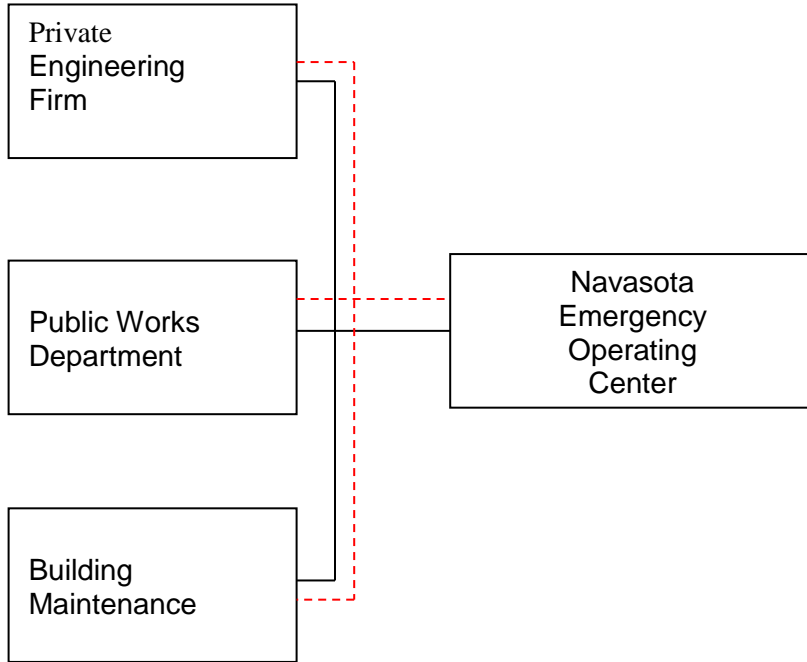 Private
Engineering
Firm
Public Works
Department
Navasota
Emergency
Operating
Center
Building
Maintenance